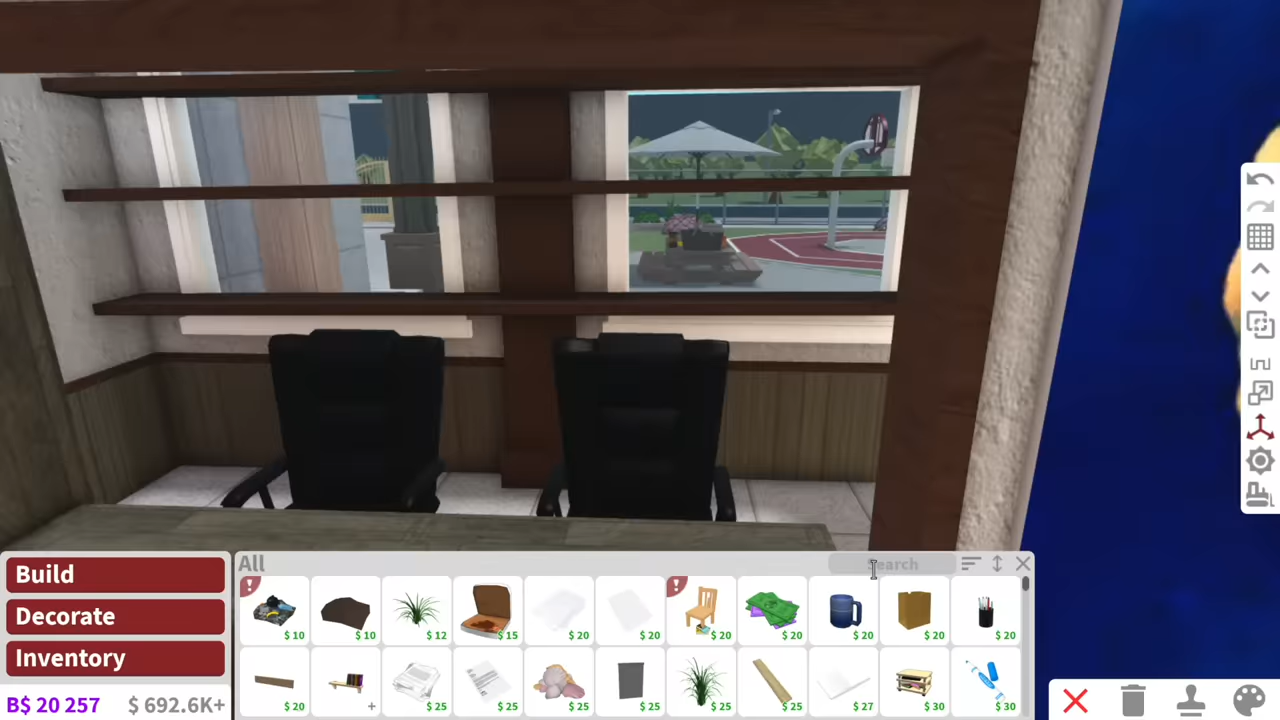 All
Search
Build
Decorate
Inventory
B$ 20 257 $ 692.6K+
! $ 10 $ 10 $ 12 $ 15 $ 20 $ 20 ! $ 20 $ 20 $ 20 $ 20 $ 20
$ 20 + $ 25 $ 25 $ 25 $ 25 $ 25 $ 25 $ 27 $ 30 $ 30